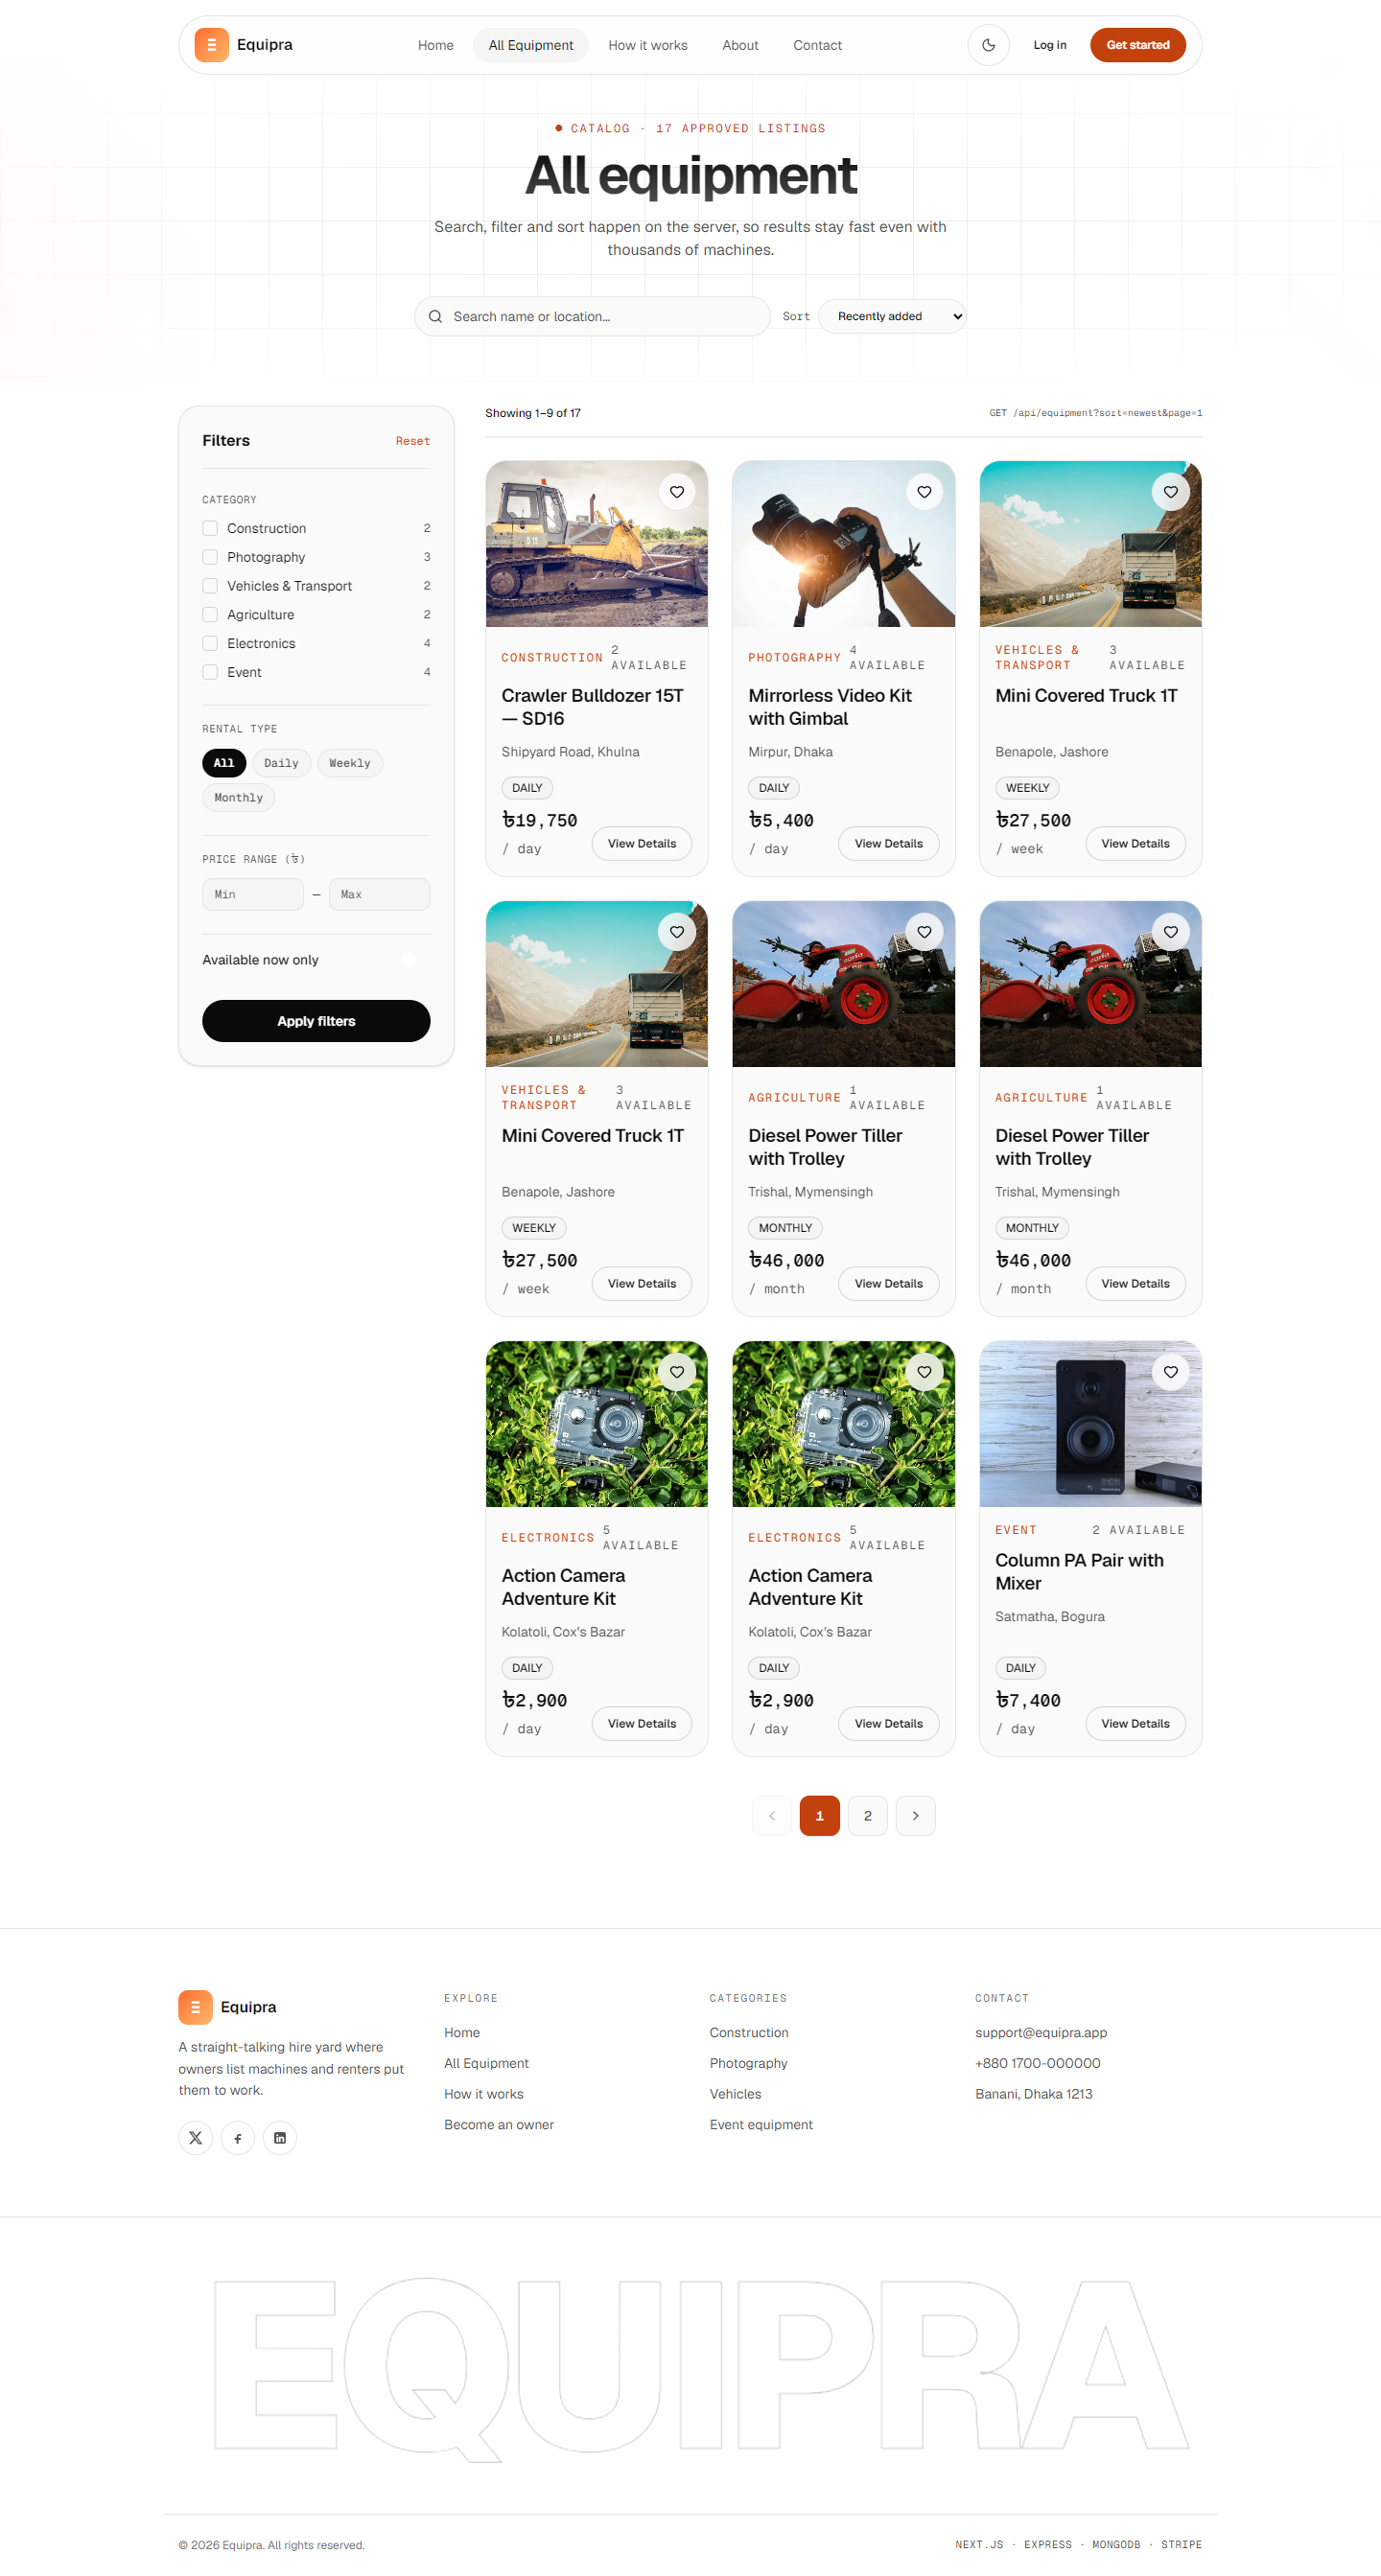 Equipra
Home
All Equipment
How it works
About
Contact
Log in
Get started
CATALOG · 17 APPROVED LISTINGS
All equipment
Search, filter and sort happen on the server, so results stay fast even with
thousands of machines.
Search name or location…
Sort
Recently added
Filters
Reset
CATEGORY
Construction 2
Photography 3
Vehicles & Transport 2
Agriculture 2
Electronics 4
Event 4
RENTAL TYPE
All
Daily
Weekly
Monthly
PRICE RANGE (৳)
Min
—
Max
Available now only
Apply filters
Showing 1–9 of 17
GET /api/equipment?sort=newest&page=1
CONSTRUCTION
2
AVAILABLE
Crawler Bulldozer 15T
— SD16
Shipyard Road, Khulna
DAILY
৳19,750
/ day
View Details
PHOTOGRAPHY
4
AVAILABLE
Mirrorless Video Kit
with Gimbal
Mirpur, Dhaka
DAILY
৳5,400
/ day
View Details
VEHICLES &
TRANSPORT
3
AVAILABLE
Mini Covered Truck 1T
Benapole, Jashore
WEEKLY
৳27,500
/ week
View Details
VEHICLES &
TRANSPORT
3
AVAILABLE
Mini Covered Truck 1T
Benapole, Jashore
WEEKLY
৳27,500
/ week
View Details
AGRICULTURE
1
AVAILABLE
Diesel Power Tiller
with Trolley
Trishal, Mymensingh
MONTHLY
৳46,000
/ month
View Details
AGRICULTURE
1
AVAILABLE
Diesel Power Tiller
with Trolley
Trishal, Mymensingh
MONTHLY
৳46,000
/ month
View Details
ELECTRONICS
5
AVAILABLE
Action Camera
Adventure Kit
Kolatoli, Cox's Bazar
DAILY
৳2,900
/ day
View Details
ELECTRONICS
5
AVAILABLE
Action Camera
Adventure Kit
Kolatoli, Cox's Bazar
DAILY
৳2,900
/ day
View Details
EVENT
2 AVAILABLE
Column PA Pair with
Mixer
Satmatha, Bogura
DAILY
৳7,400
/ day
View Details
1
2
Equipra
A straight-talking hire yard where
owners list machines and renters put
them to work.
EXPLORE
Home
All Equipment
How it works
Become an owner
CATEGORIES
Construction
Photography
Vehicles
Event equipment
CONTACT
support@equipra.app
+880 1700-000000
Banani, Dhaka 1213
EQUIPRA
© 2026 Equipra. All rights reserved.
NEXT.JS · EXPRESS · MONGODB · STRIPE